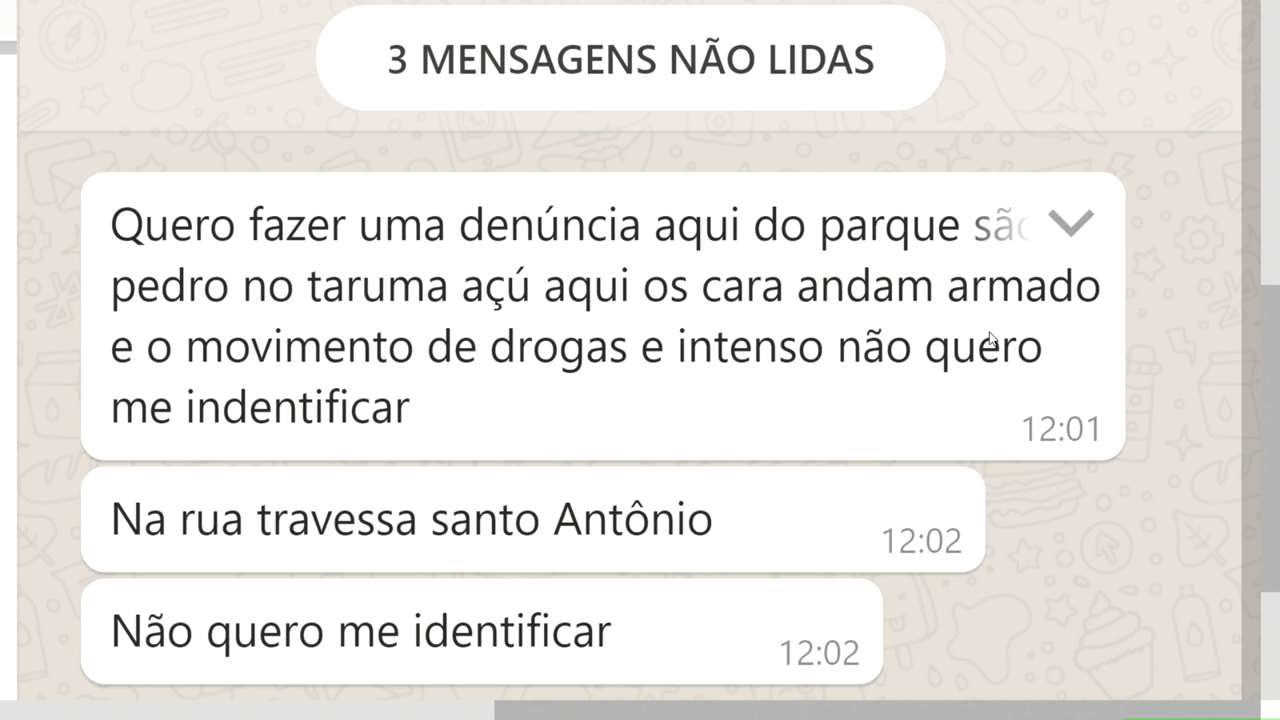 3 MENSAGENS NÃO LIDAS
Quero fazer uma denúncia aqui do parque são
pedro no taruma açú aqui os cara andam armado
e o movimento de drogas e intenso não quero
me indentificar
12:01
Na rua travessa santo Antônio
12:02
Não quero me identificar
12:02